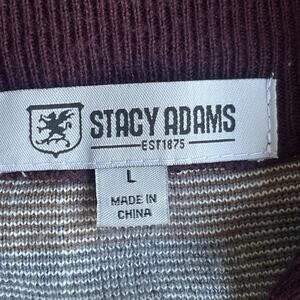 STACY ADAMS
EST1875
L
MADE IN
CHINA